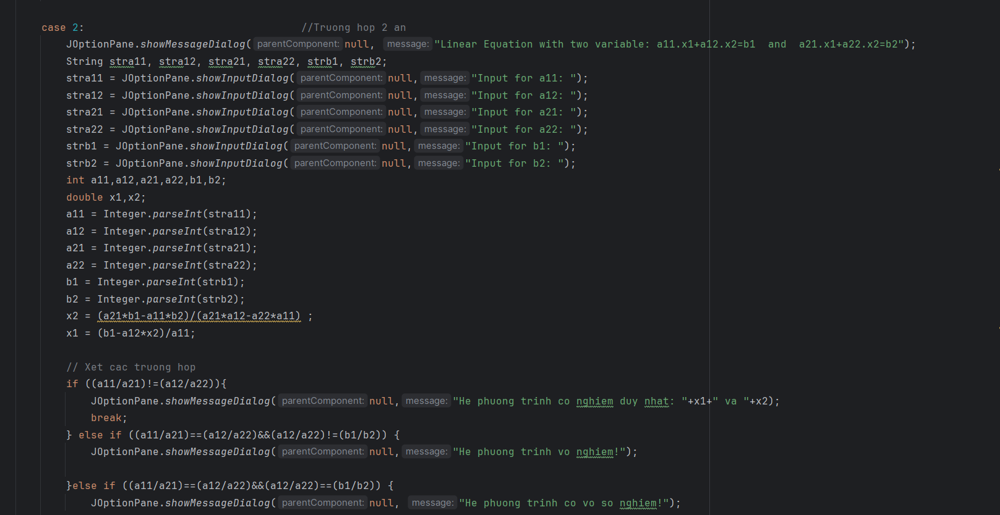 case 2: //Truong hop 2 an
JOptionPane.showMessageDialog( parentComponent: null, message: "Linear Equation with two variable: a11.x1+a12.x2=b1  and  a21.x1+a22.x2=b2");
String stra11, stra12, stra21, stra22, strb1, strb2;
stra11 = JOptionPane.showInputDialog( parentComponent: null, message: "Input for a11: ");
stra12 = JOptionPane.showInputDialog( parentComponent: null, message: "Input for a12: ");
stra21 = JOptionPane.showInputDialog( parentComponent: null, message: "Input for a21: ");
stra22 = JOptionPane.showInputDialog( parentComponent: null, message: "Input for a22: ");
strb1 = JOptionPane.showInputDialog( parentComponent: null, message: "Input for b1: ");
strb2 = JOptionPane.showInputDialog( parentComponent: null, message: "Input for b2: ");
int a11,a12,a21,a22,b1,b2;
double x1,x2;
a11 = Integer.parseInt(stra11);
a12 = Integer.parseInt(stra12);
a21 = Integer.parseInt(stra21);
a22 = Integer.parseInt(stra22);
b1 = Integer.parseInt(strb1);
b2 = Integer.parseInt(strb2);
x2 = (a21*b1-a11*b2)/(a21*a12-a22*a11) ;
x1 = (b1-a12*x2)/a11;
// Xet cac truong hop
if ((a11/a21)!=(a12/a22)){
JOptionPane.showMessageDialog( parentComponent: null, message: "He phuong trinh co nghiem duy nhat: "+x1+" va "+x2);
break;
} else if ((a11/a21)==(a12/a22)&&(a12/a22)!=(b1/b2)) {
JOptionPane.showMessageDialog( parentComponent: null, message: "He phuong trinh vo nghiem!");
}else if ((a11/a21)==(a12/a22)&&(a12/a22)==(b1/b2)) {
JOptionPane.showMessageDialog( parentComponent: null, message: "He phuong trinh co vo so nghiem!");